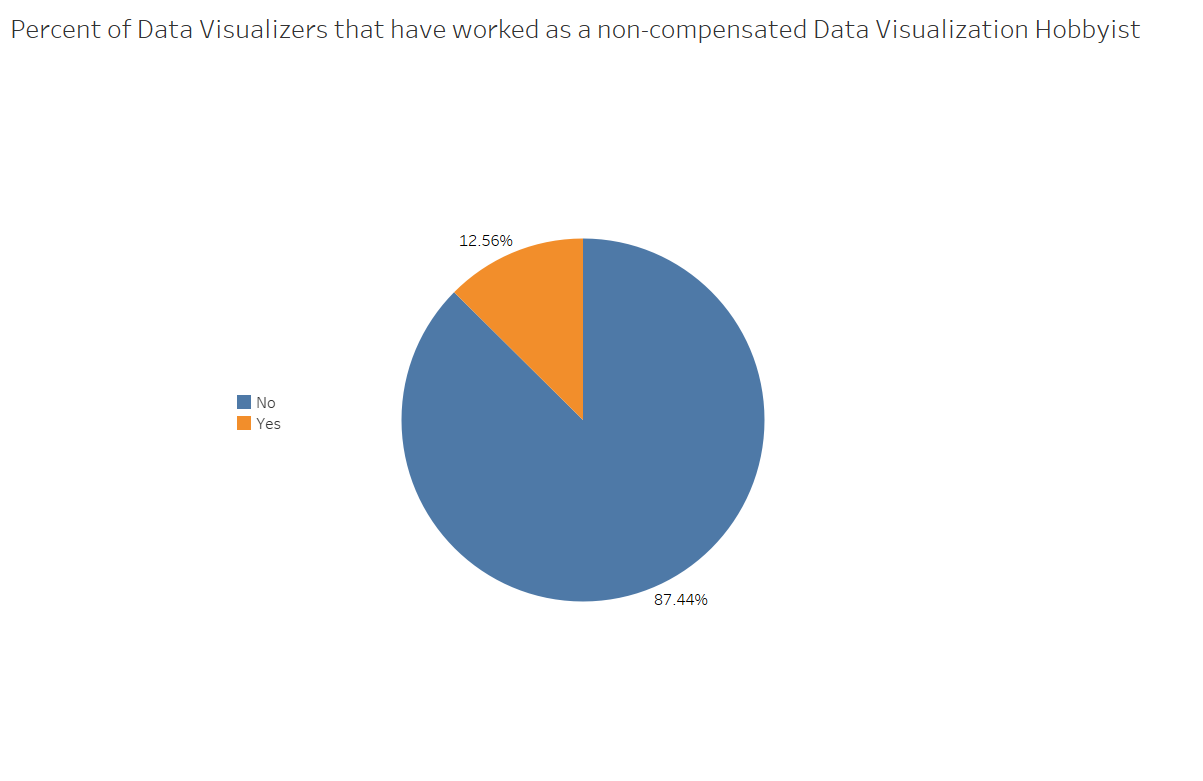 Percent of Data Visualizers that have worked as a non-compensated Data Visualization Hobbyist
12.56%
No
Yes
87.44%